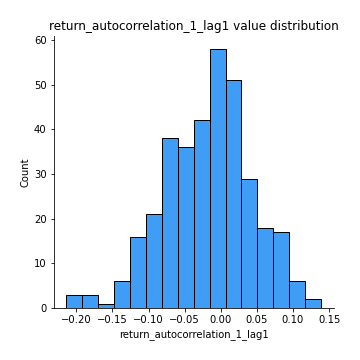 return_autocorrelation_1_lag1 value distribution
60
50
40
30
20
10
0
Count
−0.20 −0.15 −0.10 −0.05 0.00 0.05 0.10 0.15
return_autocorrelation_1_lag1